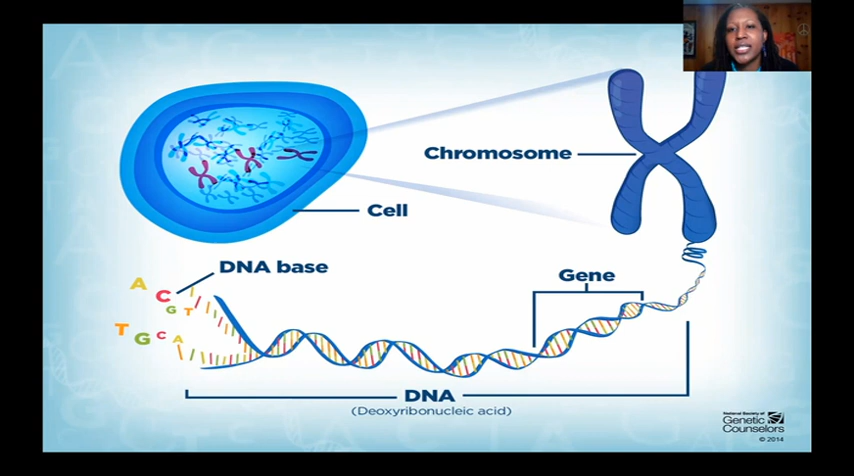 Chromosome
Cell
DNA base
Gene
A
C
G T
T G C A
DNA
(Deoxyribonucleic acid)
National Society of
Genetic
Counselors
© 2014